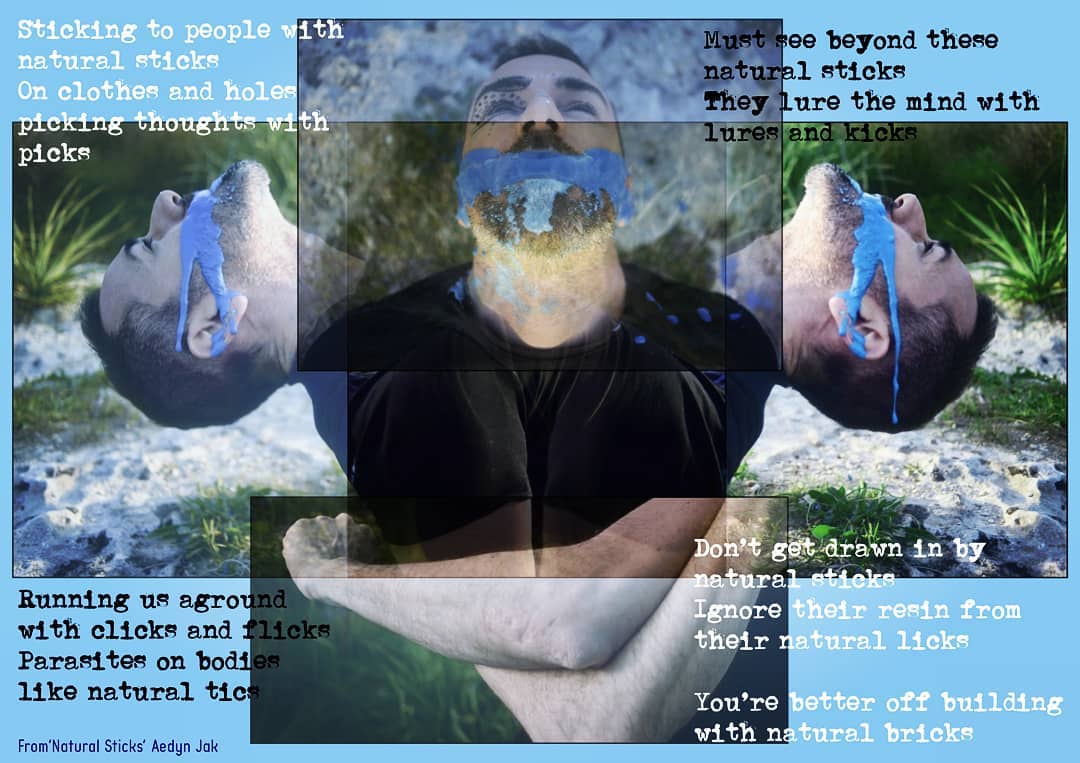 Sticking to people with
natural sticks
On clothes and holes
picking thoughts with
picks
Must see beyond these
natural sticks
They lure the mind with
lures and kicks
Running us aground
with clicks and flicks
Parasites on bodies
like natural tics
Don't get drawn in by
natural sticks
Ignore their resin from
their natural licks
You're better off building
with natural bricks
From'Natural Sticks' Aedyn Jak